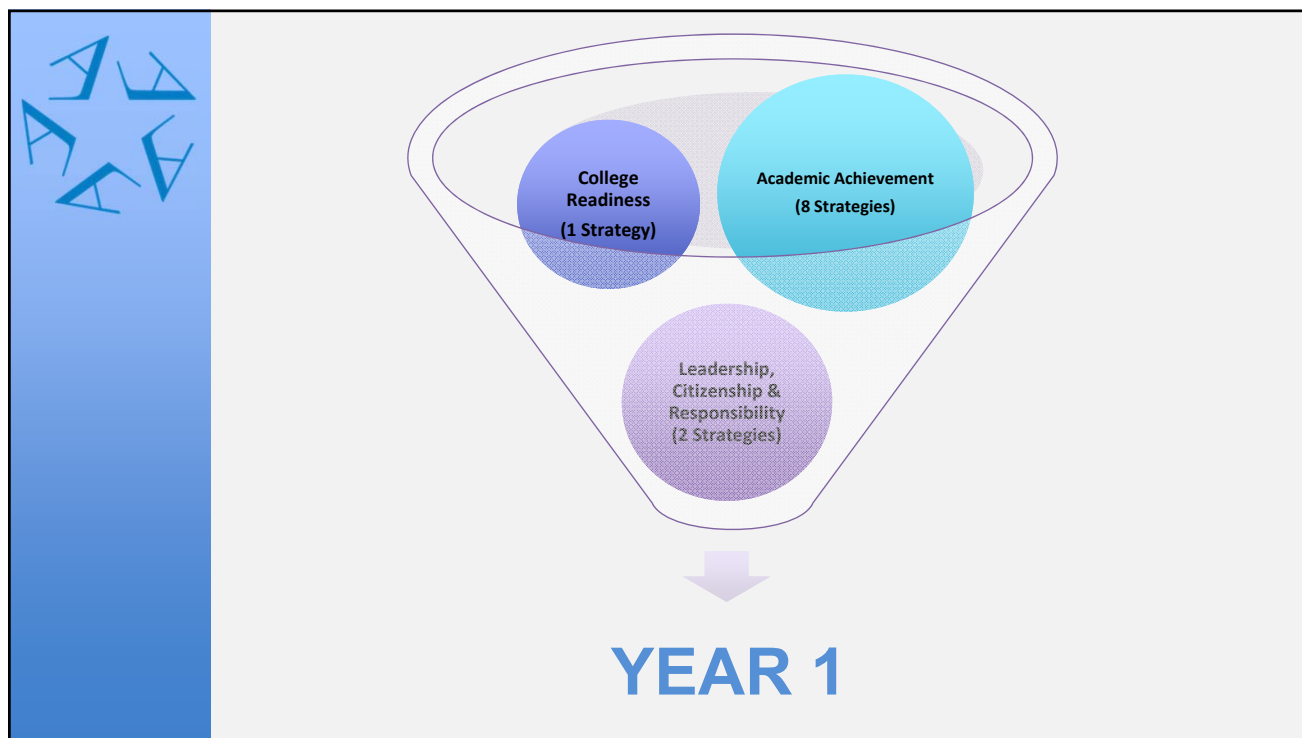 College
Readiness
(1 Strategy)
Academic Achievement
(8 Strategies)
Leadership,
Citizenship &
Responsibility
(2 Strategies)
YEAR 1
A
A
A
A
A